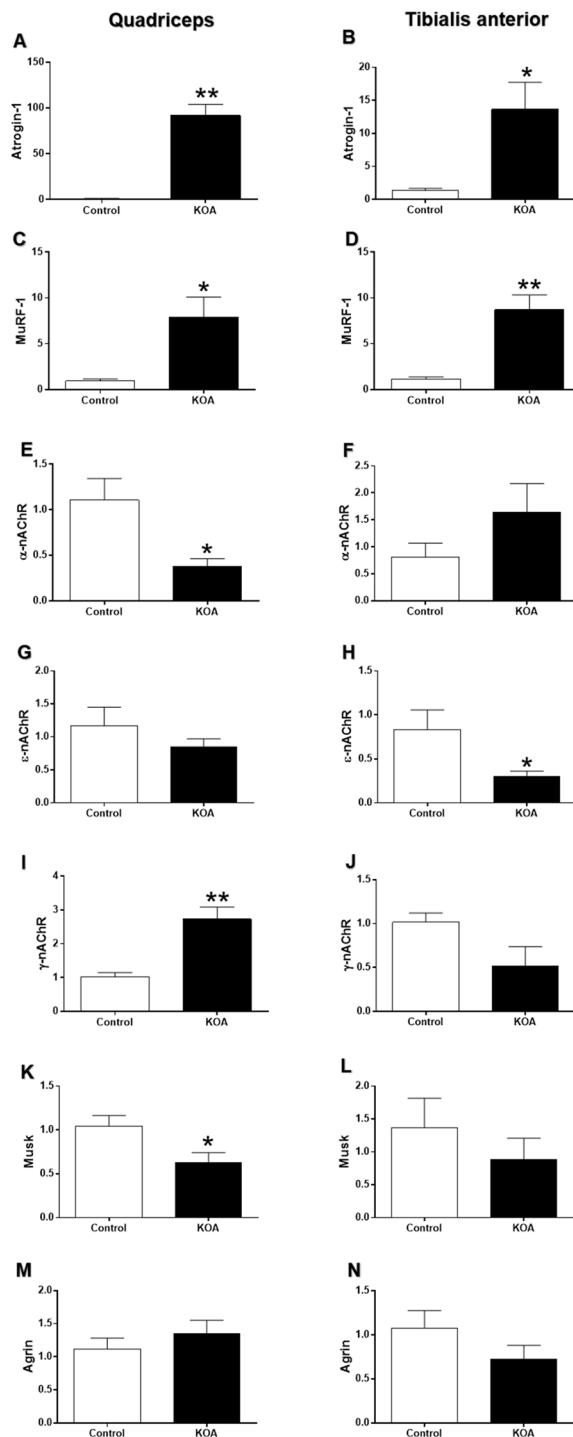 Quadriceps Tibialis anterior
A B
Atrogin-1
150
100
50
0
**
Control KOA
Atrogin-1
20
15
10
5
0
*
Control KOA
C D
MuRF-1
15
10
5
0
*
Control KOA
MuRF-1
15
10
5
0
**
Control KOA
E F
α-nAChR
1.5
1.0
0.5
0.0
*
Control KOA
α-nAChR
2.5
2.0
1.5
1.0
0.5
0.0
Control KOA
G H
ε-nAChR
2.0
1.5
1.0
0.5
0.0
Control KOA
ε-nAChR
1.5
1.0
0.5
0.0
*
Control KOA
I J
γ-nAChR
4
3
2
1
0
**
Control KOA
γ-nAChR
1.5
1.0
0.5
0.0
Control KOA
K L
Musk
1.5
1.0
0.5
0.0
*
Control KOA
Musk
2.0
1.5
1.0
0.5
0.0
Control KOA
M N
Agrin
2.0
1.5
1.0
0.5
0.0
Control KOA
Agrin
1.5
1.0
0.5
0.0
Control KOA